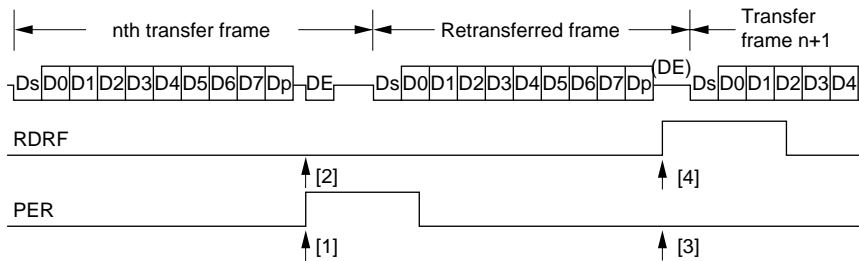 nth transfer frame Retransferred frame Transfer
frame n+1
(DE)
Ds D0 D1 D2 D3 D4 D5 D6 D7 Dp DE Ds D0 D1 D2 D3 D4 D5 D6 D7 Dp Ds D0 D1 D2 D3 D4
RDRF
[2] [4]
PER
[1] [3]